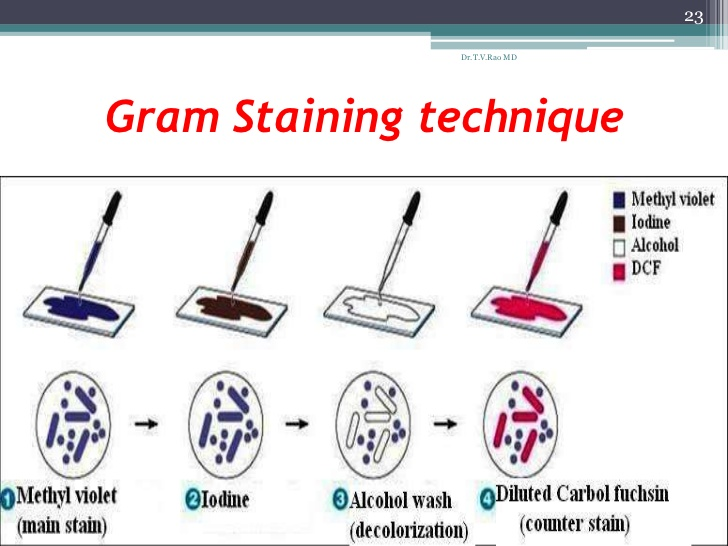 23
Dr.T.V.Rao MD
Gram Staining technique
Methyl violet
Iodine
Alcohol
DCF
1 Methyl violet
(main stain)
2 Iodine
3 Alcohol wash
(decolorization)
4 Diluted Carbol fuchsin
(counter stain)